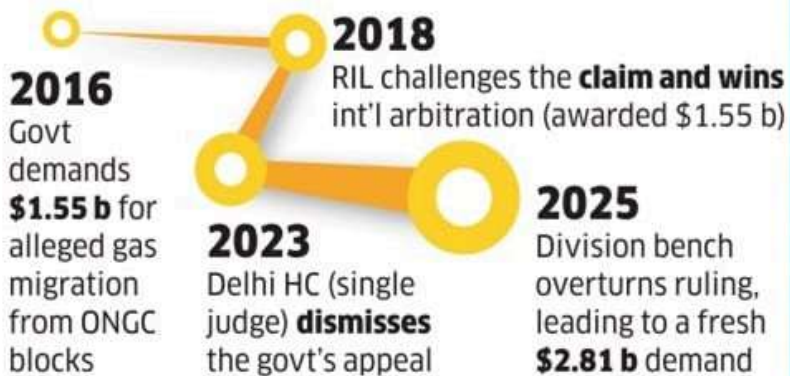 2016
Govt
demands
$1.55 b for
alleged gas
migration
from ONGC
blocks
2018
RIL challenges the claim and wins
int'l arbitration (awarded $1.55 b)
2023
Delhi HC (single
judge) dismisses
the govt's appeal
2025
Division bench
overturns ruling,
leading to a fresh
$2.81 b demand